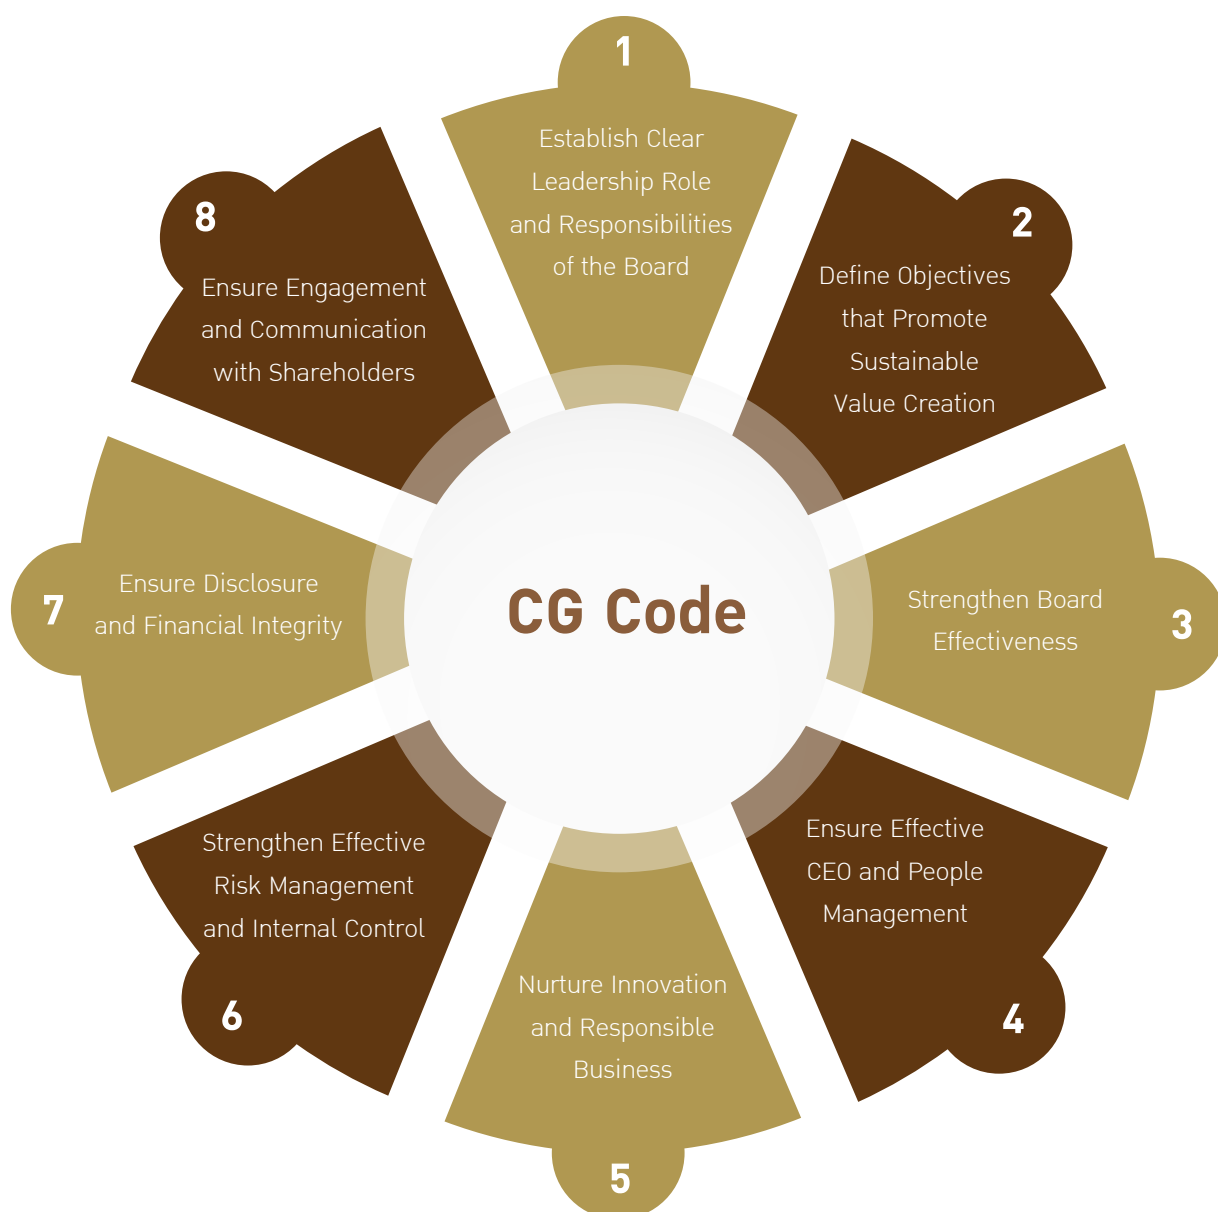 1
Establish Clear
Leadership Role
and Responsibilities
of the Board
2
Define Objectives
that Promote
Sustainable
Value Creation
3
Strengthen Board
Effectiveness
4
Ensure Effective
CEO and People
Management
5
Nurture Innovation
and Responsible
Business
6
Strengthen Effective
Risk Management
and Internal Control
7
Ensure Disclosure
and Financial Integrity
8
Ensure Engagement
and Communication
with Shareholders
CG Code